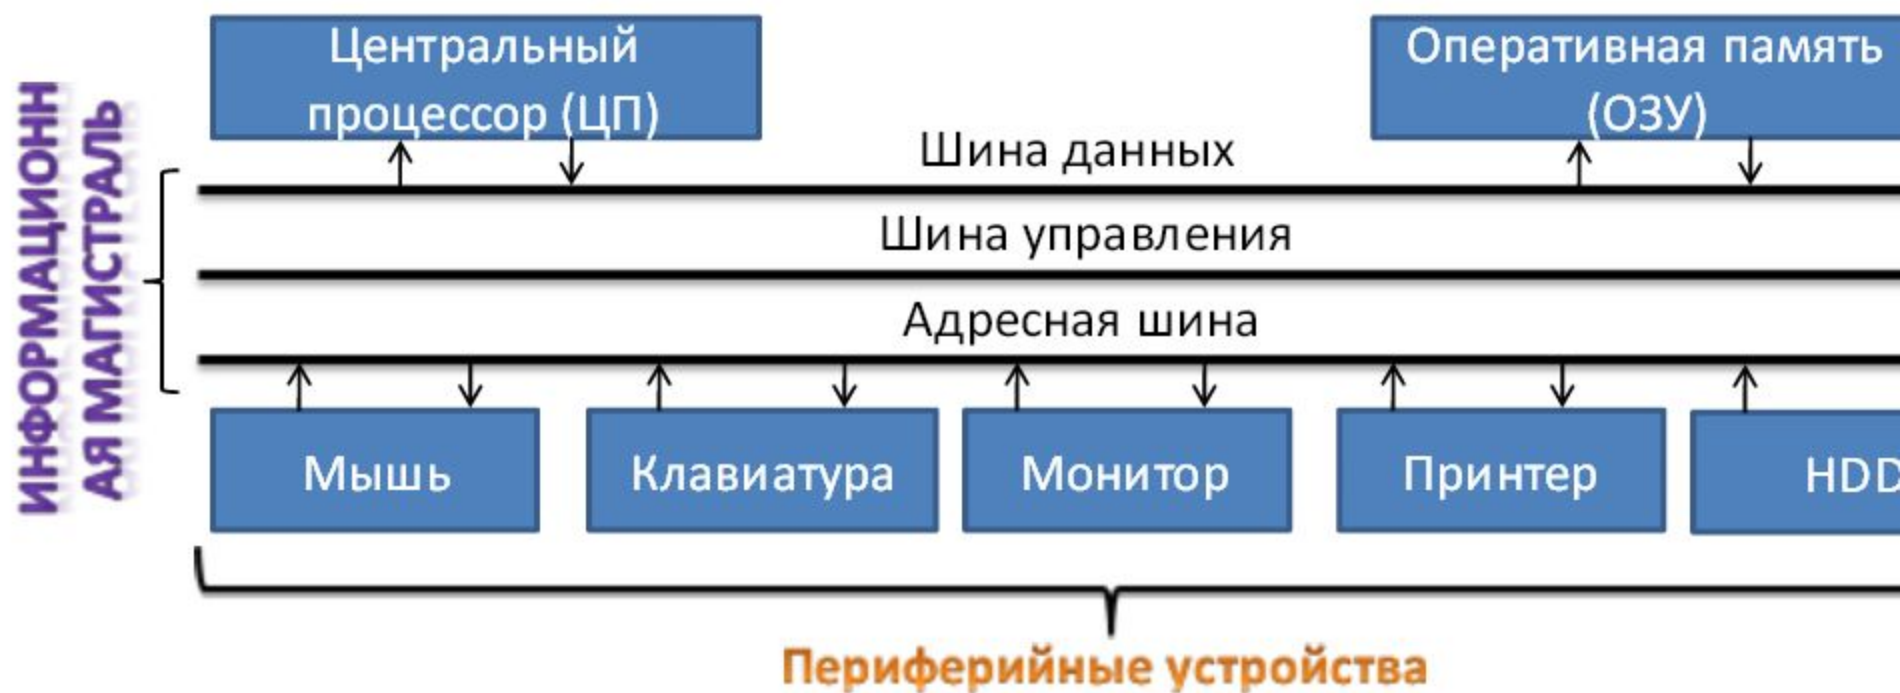 Центральный
процессор (ЦП)
Оперативная память
(ОЗУ)
ИНФОРМАЦИОНН
АЯ МАГИСТРАЛЬ
Шина данных
Шина управления
Адресная шина
Мышь
Клавиатура
Монитор
Принтер
HDD
Периферийные устройства